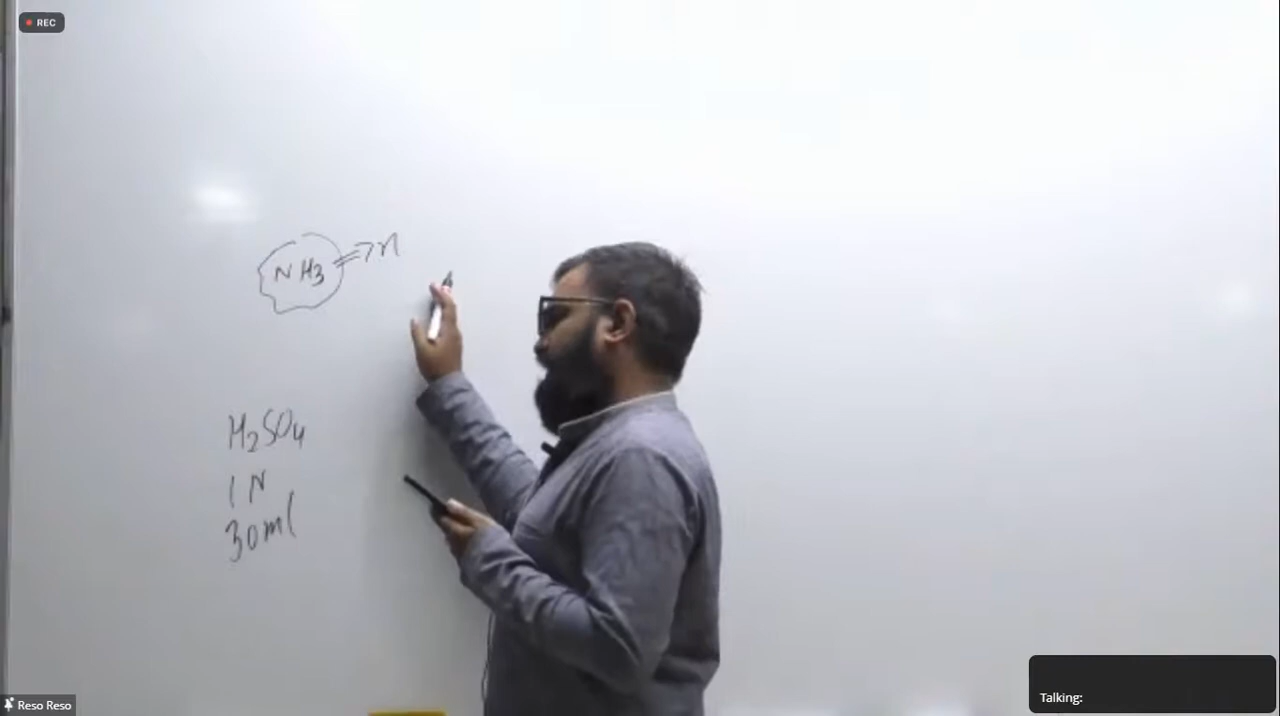 REC
NH3 => n
H2SO4
1 N
30ml
Reso Reso
Talking: